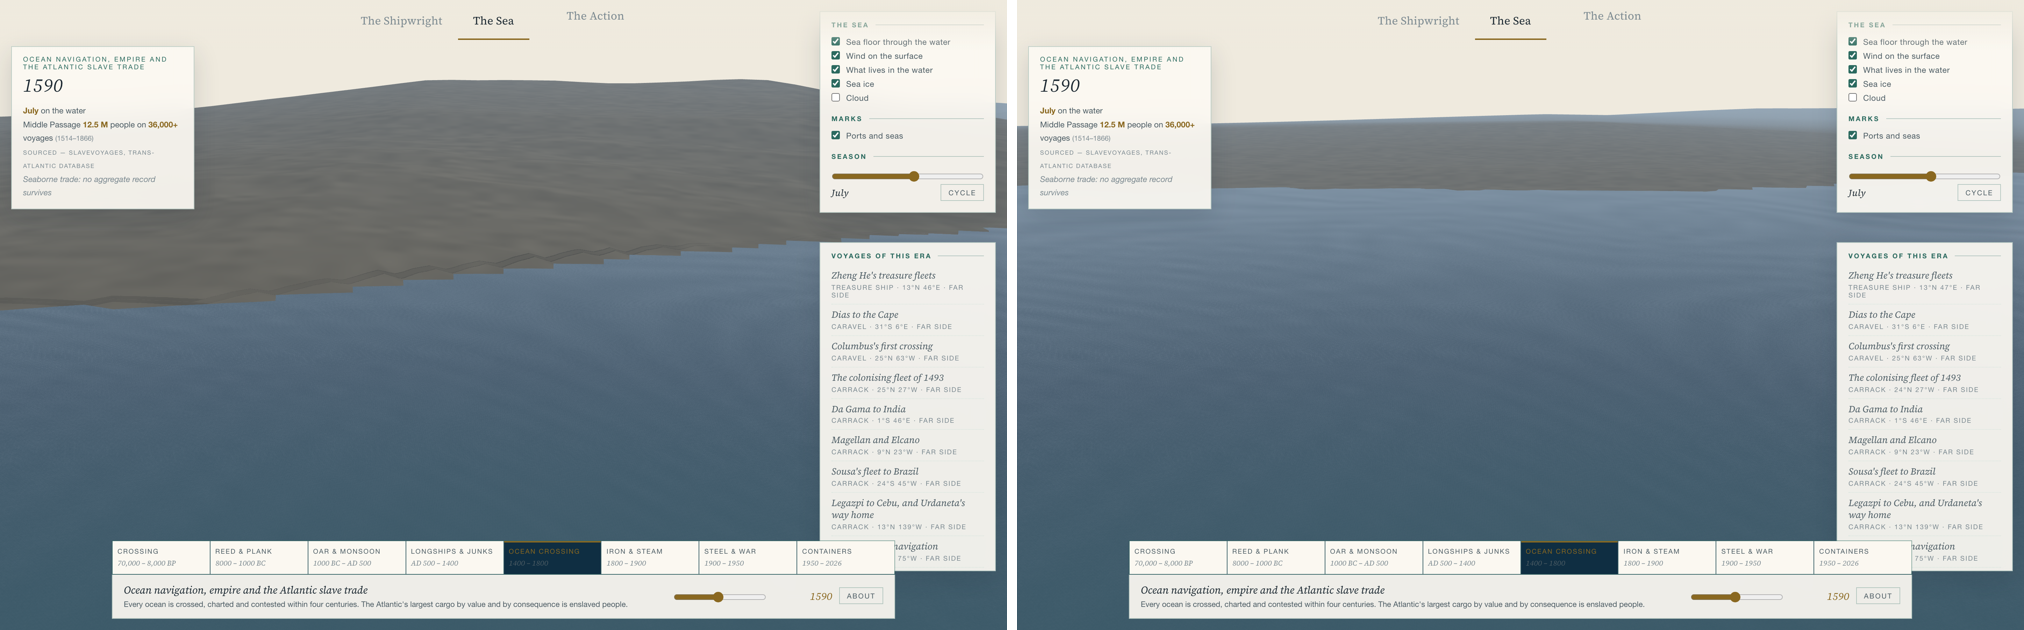 The Shipwright
The Sea
The Action
OCEAN NAVIGATION, EMPIRE AND
THE ATLANTIC SLAVE TRADE
1590
July on the water
Middle Passage 12.5 M people on 36,000+
voyages (1514–1866)
SOURCED — SLAVEVOYAGES, TRANS-
ATLANTIC DATABASE
Seaborne trade: no aggregate record
survives
THE SEA
Sea floor through the water
Wind on the surface
What lives in the water
Sea ice
Cloud
MARKS
Ports and seas
SEASON
July
CYCLE
VOYAGES OF THIS ERA
Zheng He's treasure fleets
TREASURE SHIP · 13°N 46°E · FAR
SIDE
Dias to the Cape
CARAVEL · 31°S 6°E · FAR SIDE
Columbus's first crossing
CARAVEL · 25°N 63°W · FAR SIDE
The colonising fleet of 1493
CARRACK · 25°N 27°W · FAR SIDE
Da Gama to India
CARRACK · 1°S 46°E · FAR SIDE
Magellan and Elcano
CARRACK · 9°N 23°W · FAR SIDE
Sousa's fleet to Brazil
CARRACK · 24°S 45°W · FAR SIDE
Legazpi to Cebu, and Urdaneta's
way home
CARRACK · 13°N 139°W · FAR SIDE
navigation
75°W · FAR SIDE
CROSSING
70,000 – 8,000 BP
REED & PLANK
8000 – 1000 BC
OAR & MONSOON
1000 BC – AD 500
LONGSHIPS & JUNKS
AD 500 – 1400
OCEAN CROSSING
1400 – 1800
IRON & STEAM
1800 – 1900
STEEL & WAR
1900 – 1950
CONTAINERS
1950 – 2026
Ocean navigation, empire and the Atlantic slave trade
Every ocean is crossed, charted and contested within four centuries. The Atlantic's largest cargo by value and by consequence is enslaved people.
1590
ABOUT
The Shipwright
The Sea
The Action
OCEAN NAVIGATION, EMPIRE AND
THE ATLANTIC SLAVE TRADE
1590
July on the water
Middle Passage 12.5 M people on 36,000+
voyages (1514–1866)
SOURCED — SLAVEVOYAGES, TRANS-
ATLANTIC DATABASE
Seaborne trade: no aggregate record
survives
THE SEA
Sea floor through the water
Wind on the surface
What lives in the water
Sea ice
Cloud
MARKS
Ports and seas
SEASON
July
CYCLE
VOYAGES OF THIS ERA
Zheng He's treasure fleets
TREASURE SHIP · 13°N 47°E · FAR
SIDE
Dias to the Cape
CARAVEL · 31°S 6°E · FAR SIDE
Columbus's first crossing
CARAVEL · 25°N 63°W · FAR SIDE
The colonising fleet of 1493
CARRACK · 24°N 27°W · FAR SIDE
Da Gama to India
CARRACK · 1°S 46°E · FAR SIDE
Magellan and Elcano
CARRACK · 9°N 23°W · FAR SIDE
Sousa's fleet to Brazil
CARRACK · 24°S 45°W · FAR SIDE
Legazpi to Cebu, and Urdaneta's
way home
CARRACK · 13°N 139°W · FAR SIDE
navigation
75°W · FAR SIDE
CROSSING
70,000 – 8,000 BP
REED & PLANK
8000 – 1000 BC
OAR & MONSOON
1000 BC – AD 500
LONGSHIPS & JUNKS
AD 500 – 1400
OCEAN CROSSING
1400 – 1800
IRON & STEAM
1800 – 1900
STEEL & WAR
1900 – 1950
CONTAINERS
1950 – 2026
Ocean navigation, empire and the Atlantic slave trade
Every ocean is crossed, charted and contested within four centuries. The Atlantic's largest cargo by value and by consequence is enslaved people.
1590
ABOUT